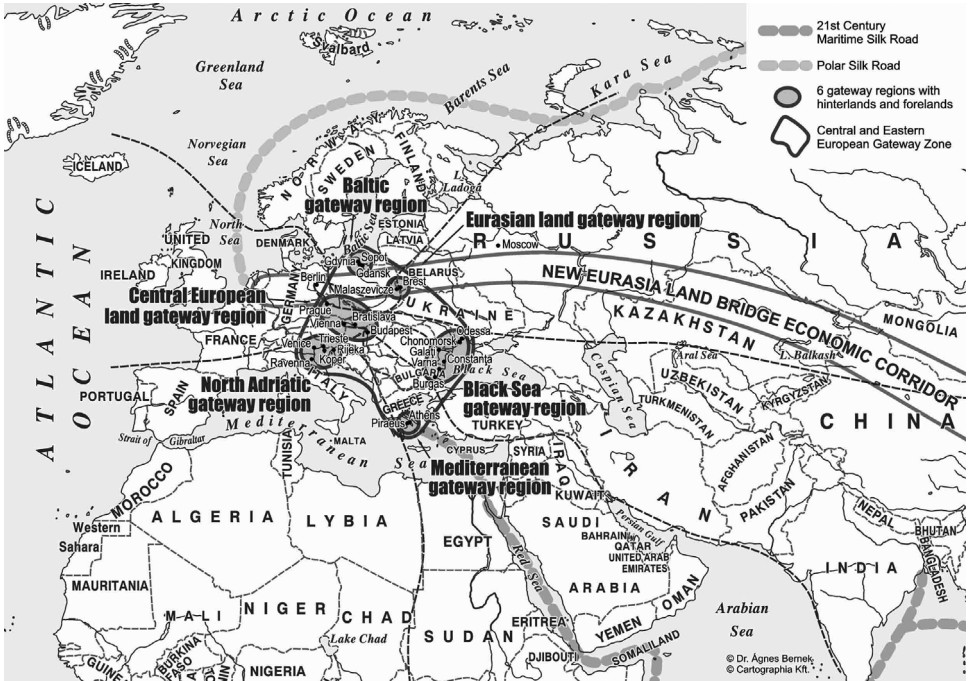 Arctic Ocean
Svalbard
Greenland
Sea
Barents Sea
Kara Sea
21st Century
Maritime Silk Road
Polar Silk Road
6 gateway regions with
hinterlands and forelands
Central and Eastern
European Gateway Zone
Norwegian
Sea
ICELAND
NORWAY
SWEDEN
FINLAND
L.
Ladoga
ATLANTIC
OCEAN
North
Sea
Baltic
gateway region
Baltic Sea
ESTONIA
LATVIA
Eurasian land gateway region
RUSSIA
Moscow
UNITED
KINGDOM
IRELAND
DENMARK
Gdynia
Sopot
Gdansk
Berlin
BELARUS
Malaszevicze
Brest
NEW EURASIA LAND BRIDGE ECONOMIC CORRIDOR
MONGOLIA
Central European
land gateway region
GERMANY
Prague
Bratislava
Vienna
Budapest
UKRAINE
KAZAKHSTAN
FRANCE
Trieste
Venice
Rijeka
Koper
Ravenna
Odessa
Chonomorsk
Galati
Constanta
Varna
BULGARIA
Burgas
Black Sea
Caspian Sea
Aral Sea
L. Balkash
UZBEKISTAN
KYRGYZSTAN
TURKMENISTAN
CHINA
PORTUGAL
SPAIN
North Adriatic
gateway region
ITALY
GREECE
Athens
Piraeus
Black Sea
gateway region
TURKEY
Strait of Gibraltar
Mediterranean Sea
MALTA
TUNISIA
CYPRUS
SYRIA
IRAQ
IRAN
AFGHANISTAN
PAKISTAN
Mediterranean
gateway region
KUWAIT
MOROCCO
ALGERIA
LYBIA
EGYPT
Western
Sahara
SAUDI
ARABIA
BAHRAIN
QATAR
UNITED ARAB
EMIRATES
Persian Gulf
OMAN
NEPAL
BHUTAN
BANGLADESH
INDIA
MAURITANIA
MALI
NIGER
CHAD
SUDAN
Red Sea
ERITREA
YEMEN
Arabian
Sea
Lake Chad
GUINE
BURKINA
FASO
NIGERIA
DJIBOUTI
SOMALILAND
© Dr. Ágnes Bernek
© Cartographia Kft.